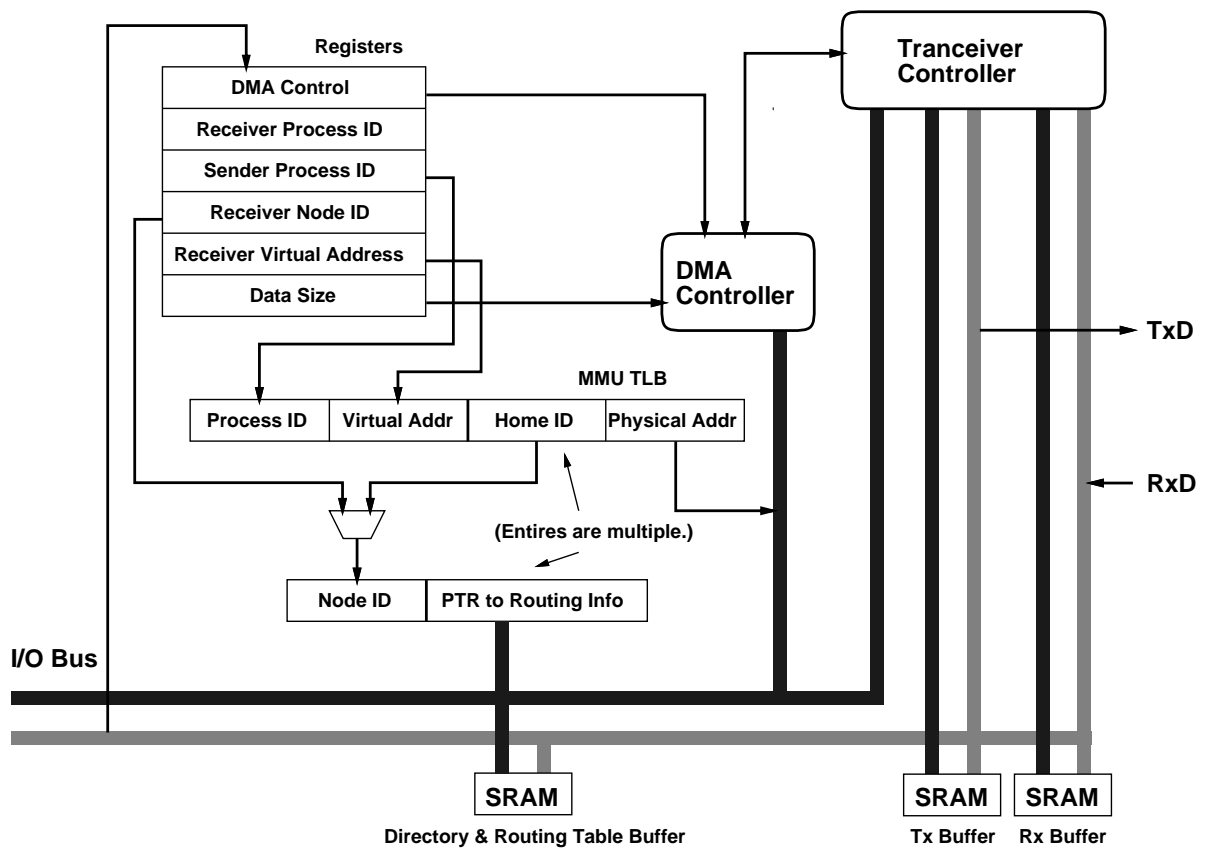 Registers
DMA Control
Receiver Process ID
Sender Process ID
Receiver Node ID
Receiver Virtual Address
Data Size
Tranceiver
Controller
DMA
Controller
TxD
RxD
MMU TLB
Process ID
Virtual Addr
Home ID
Physical Addr
(Entires are multiple.)
Node ID
PTR to Routing Info
I/O Bus
SRAM
Directory & Routing Table Buffer
SRAM
Tx Buffer
SRAM
Rx Buffer